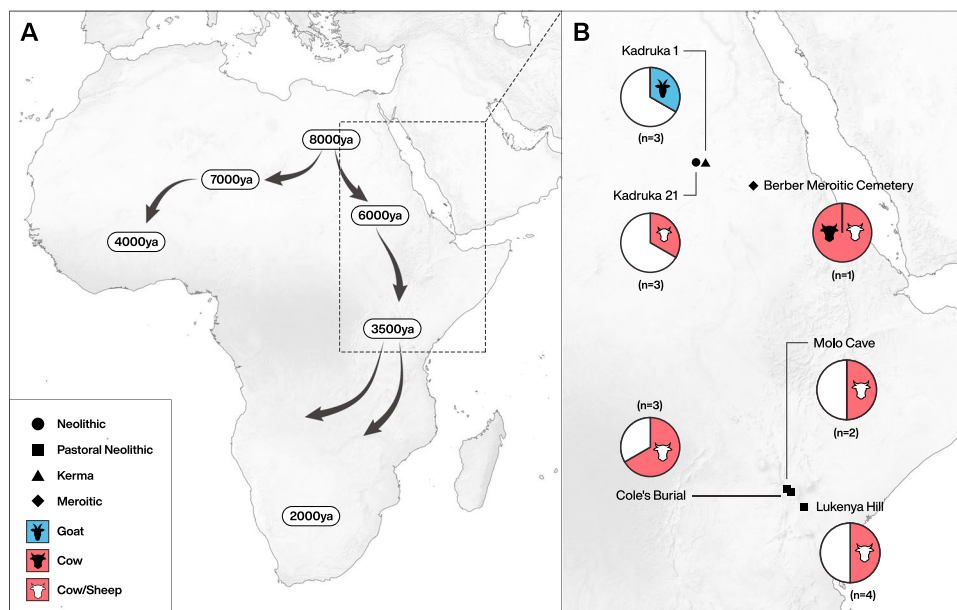 A
8000ya
7000ya
6000ya
4000ya
3500ya
2000ya
Neolithic
Pastoral Neolithic
Kerma
Meroitic
Goat
Cow
Cow/Sheep
B
Kadruka 1
(n=3)
Kadruka 21
(n=3)
Berber Meroitic Cemetery
(n=1)
Molo Cave
(n=2)
(n=3)
Cole's Burial
Lukenya Hill
(n=4)